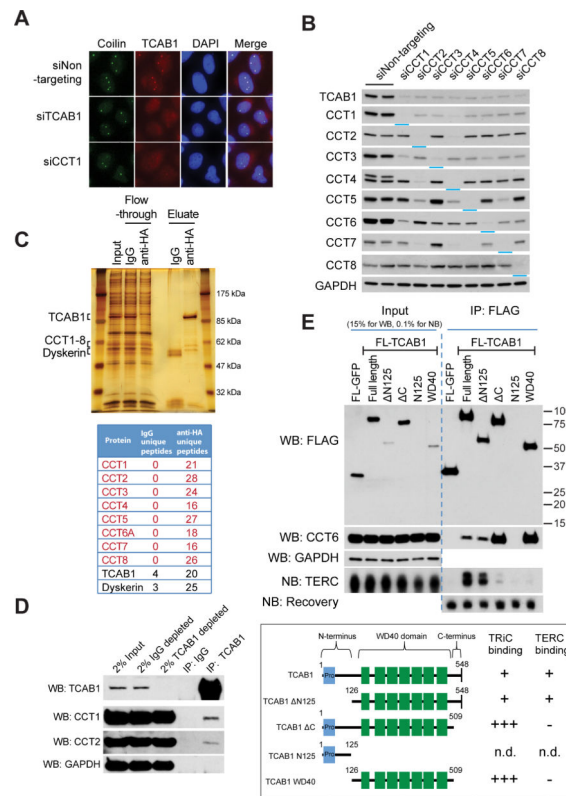 A
Coilin TCAB1 DAPI Merge
siNon
-targeting
siTCAB1
siCCT1
B
siNon-targeting
siCCT1
siCCT2
siCCT3
siCCT4
siCCT5
siCCT6
siCCT7
siCCT8
TCAB1
CCT1
CCT2
CCT3
CCT4
CCT5
CCT6
CCT7
CCT8
GAPDH
C
Flow
-through
Eluate
Input
IgG
anti-HA
IgG
anti-HA
TCAB1
CCT1-8
Dyskerin
175 kDa
85 kDa
62 kDa
47 kDa
32 kDa
Protein IgG unique peptides anti-HA unique peptides
CCT1 0 21
CCT2 0 28
CCT3 0 24
CCT4 0 16
CCT5 0 27
CCT6A 0 18
CCT7 0 16
CCT8 0 26
TCAB1 4 20
Dyskerin 3 25
D
2% Input
2% IgG depleted
2% TCAB1 depleted
IP: IgG
IP: TCAB1
WB: TCAB1
WB: CCT1
WB: CCT2
WB: GAPDH
E
Input
(15% for WB, 0.1% for NB)
IP: FLAG
FL-TCAB1
FL-TCAB1
FL-GFP
Full length
ΔN125
ΔC
N125
WD40
FL-GFP
Full length
ΔN125
ΔC
N125
WD40
WB: FLAG
10
75
50
37
25
20
15
WB: CCT6
WB: GAPDH
NB: TERC
NB: Recovery
N-terminus WD40 domain C-terminus TRiC binding TERC binding
1 548
TCAB1 Pro + +
126 548
TCAB1 ΔN125 + +
1 509
TCAB1 ΔC Pro +++ -
1 125
TCAB1 N125 Pro n.d. n.d.
126 509
TCAB1 WD40 +++ -